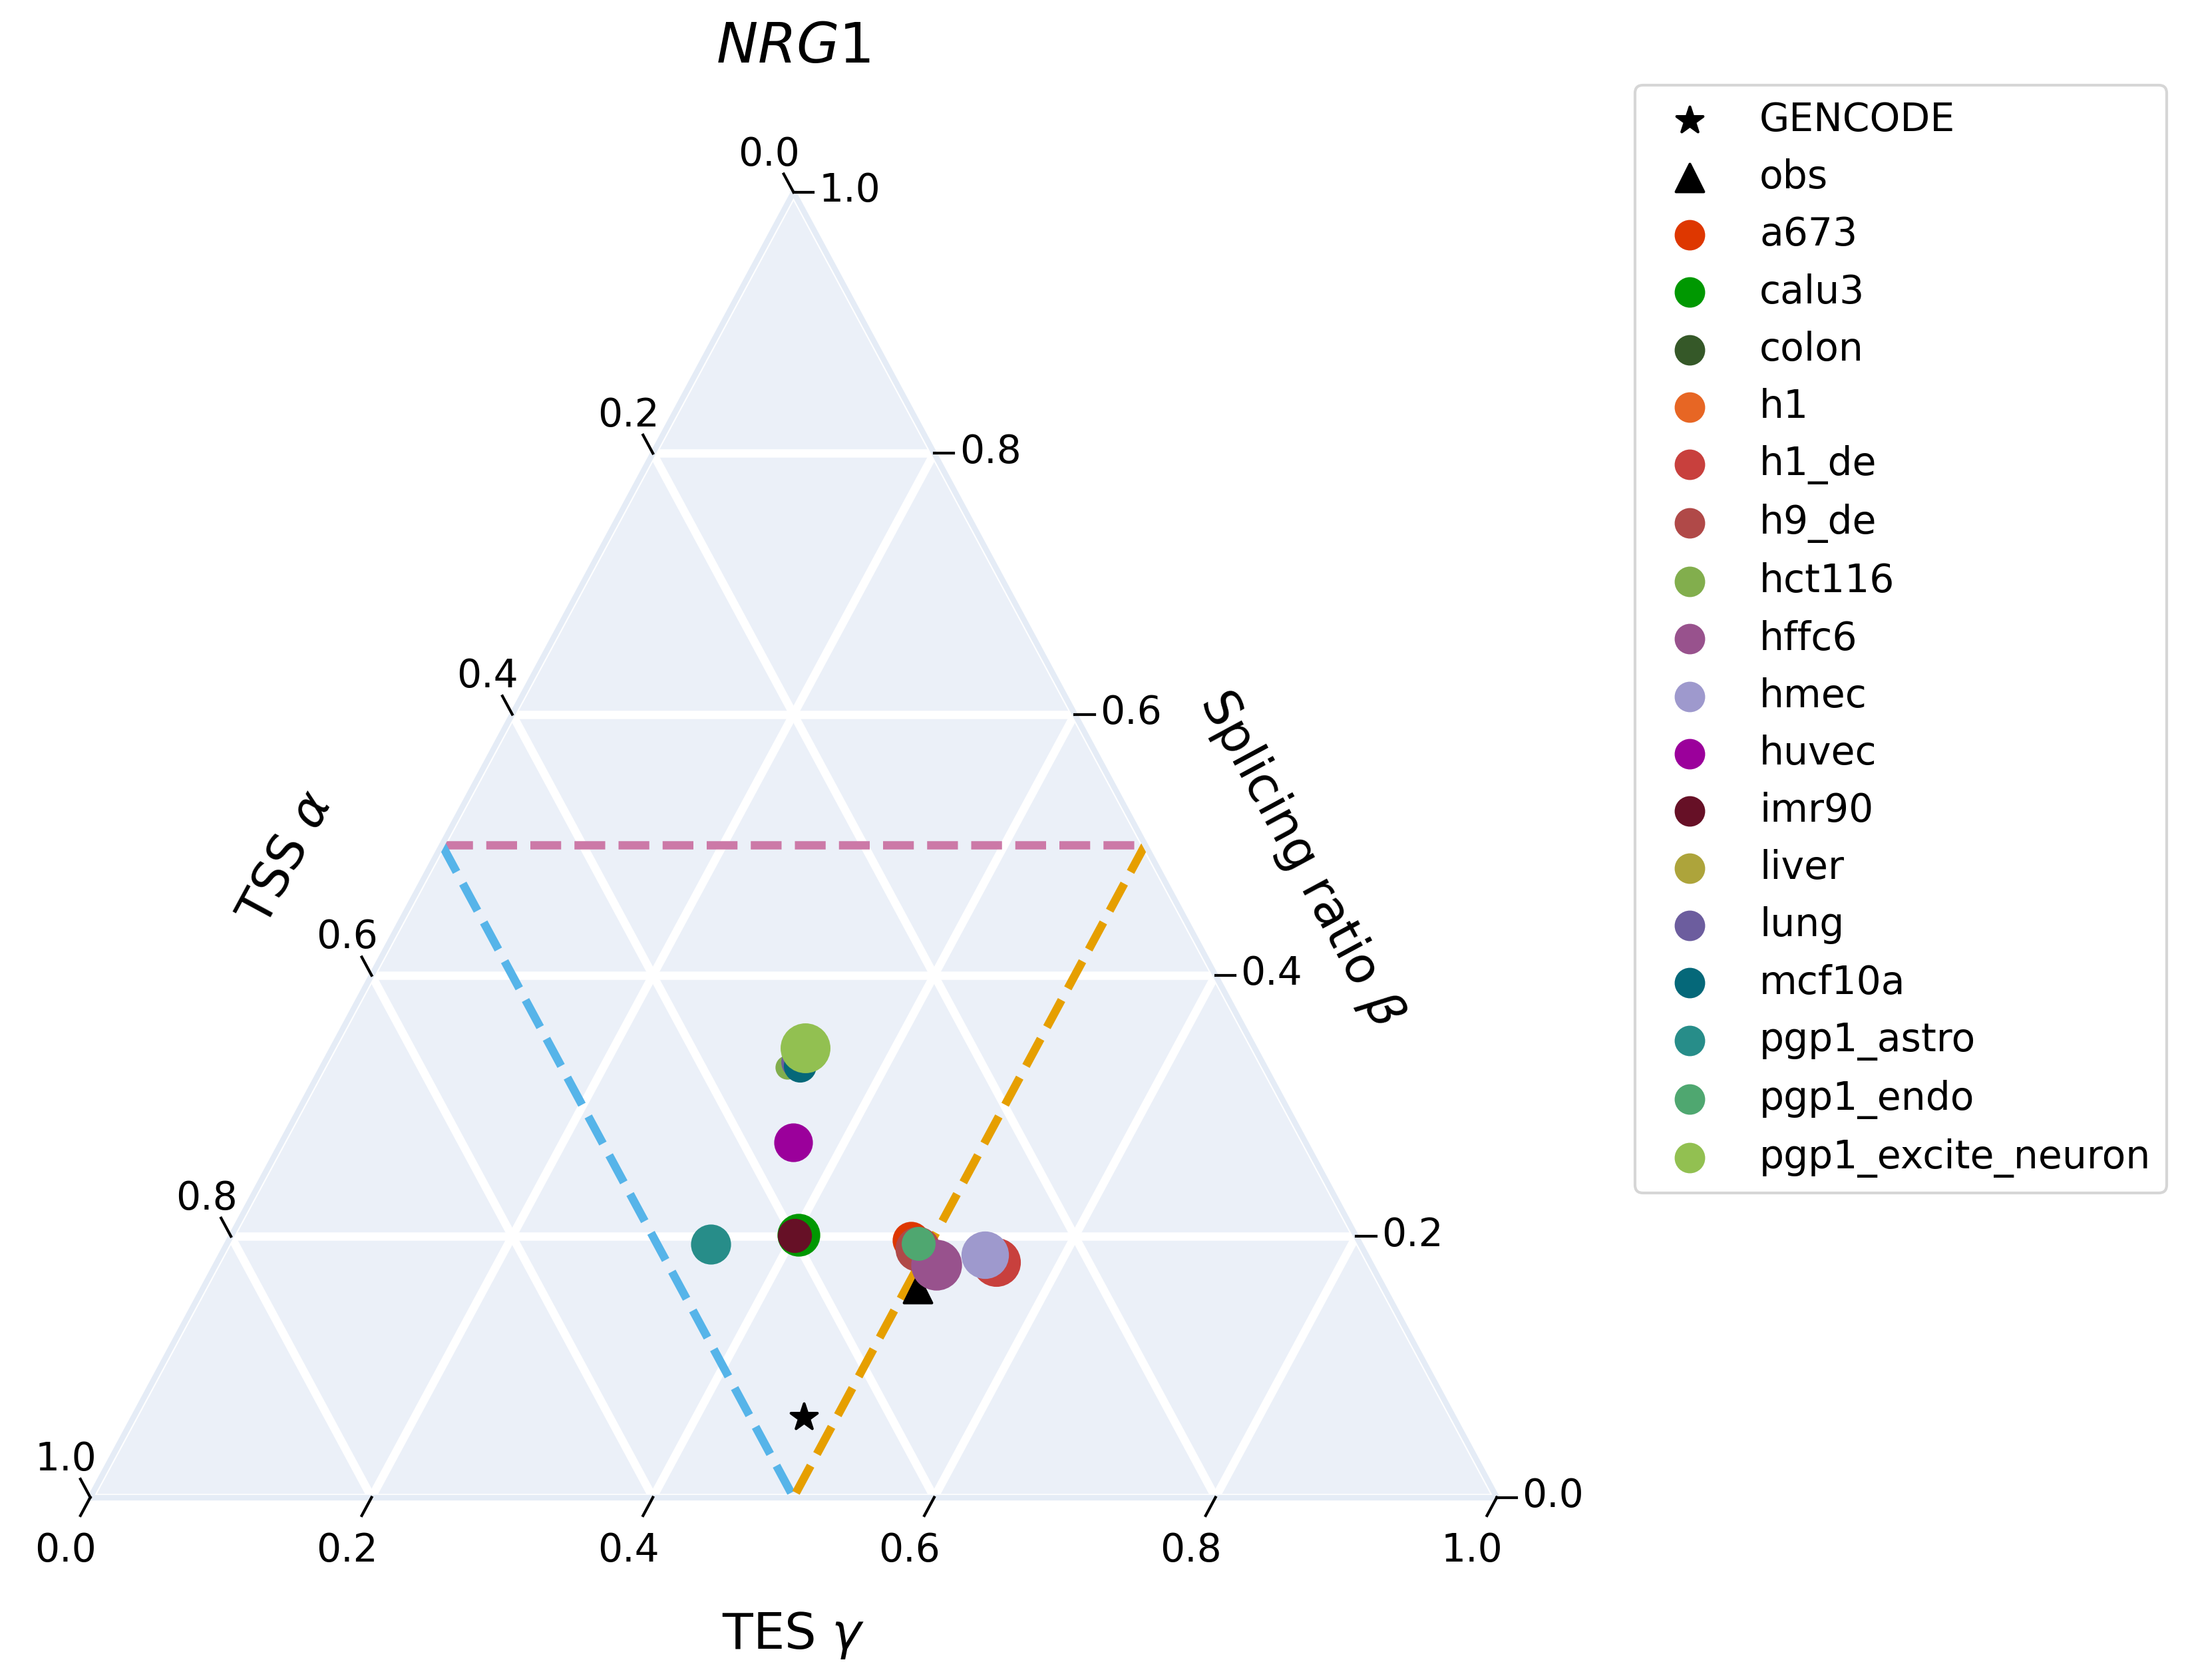 NRG1
0.0
1.0
0.2
0.8
0.4
0.6
TSS α
Splicing ratio β
0.6
0.4
0.8
0.2
1.0
0.0
0.0
0.2
0.4
0.6
0.8
1.0
TES γ
GENCODE
obs
a673
calu3
colon
h1
h1_de
h9_de
hct116
hffc6
hmec
huvec
imr90
liver
lung
mcf10a
pgp1_astro
pgp1_endo
pgp1_excite_neuron